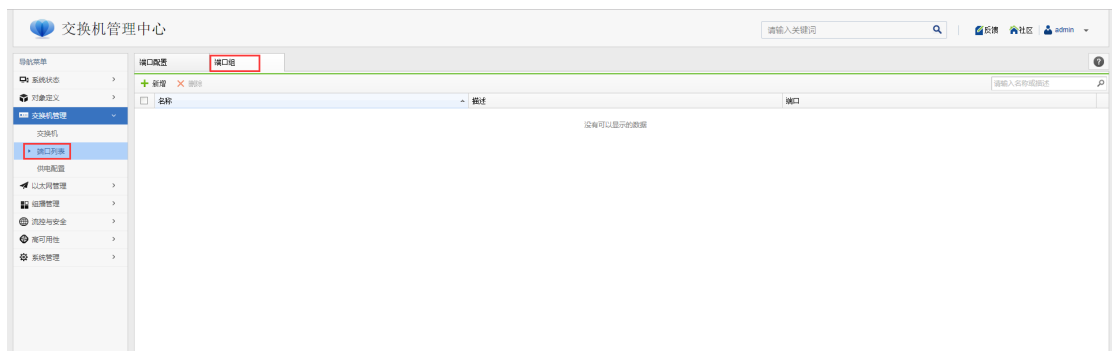 交换机管理中心
请输入关键词
反馈 社区 admin
导航菜单
端口配置 端口组
系统状态
新增 删除
请输入名称或描述
对象定义
名称 描述 端口
交换机管理
没有可以显示的数据
交换机
端口列表
供电配置
以太网管理
组播管理
流控与安全
高可用性
系统管理